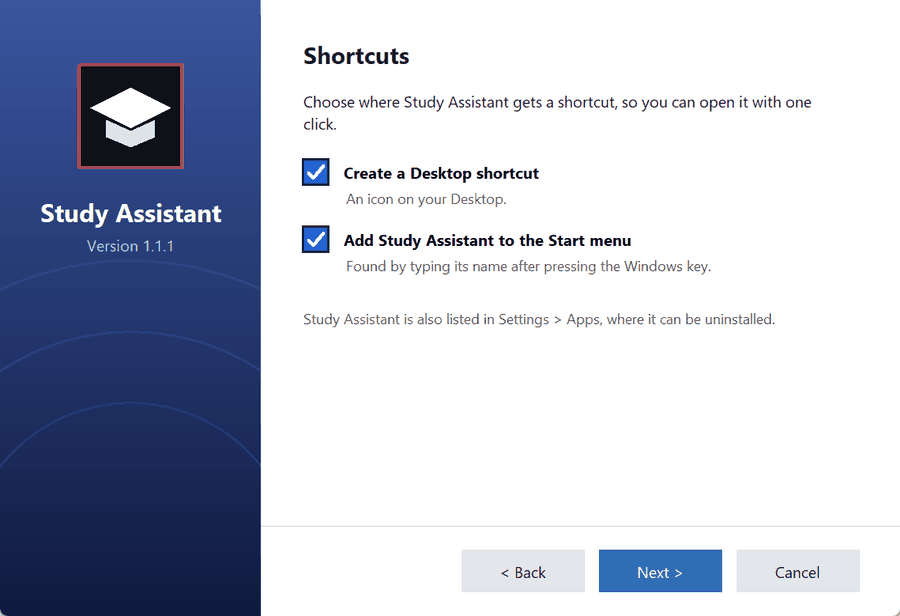 Study Assistant
Version 1.1.1
Shortcuts
Choose where Study Assistant gets a shortcut, so you can open it with one
click.
Create a Desktop shortcut
An icon on your Desktop.
Add Study Assistant to the Start menu
Found by typing its name after pressing the Windows key.
Study Assistant is also listed in Settings > Apps, where it can be uninstalled.
< Back
Next >
Cancel